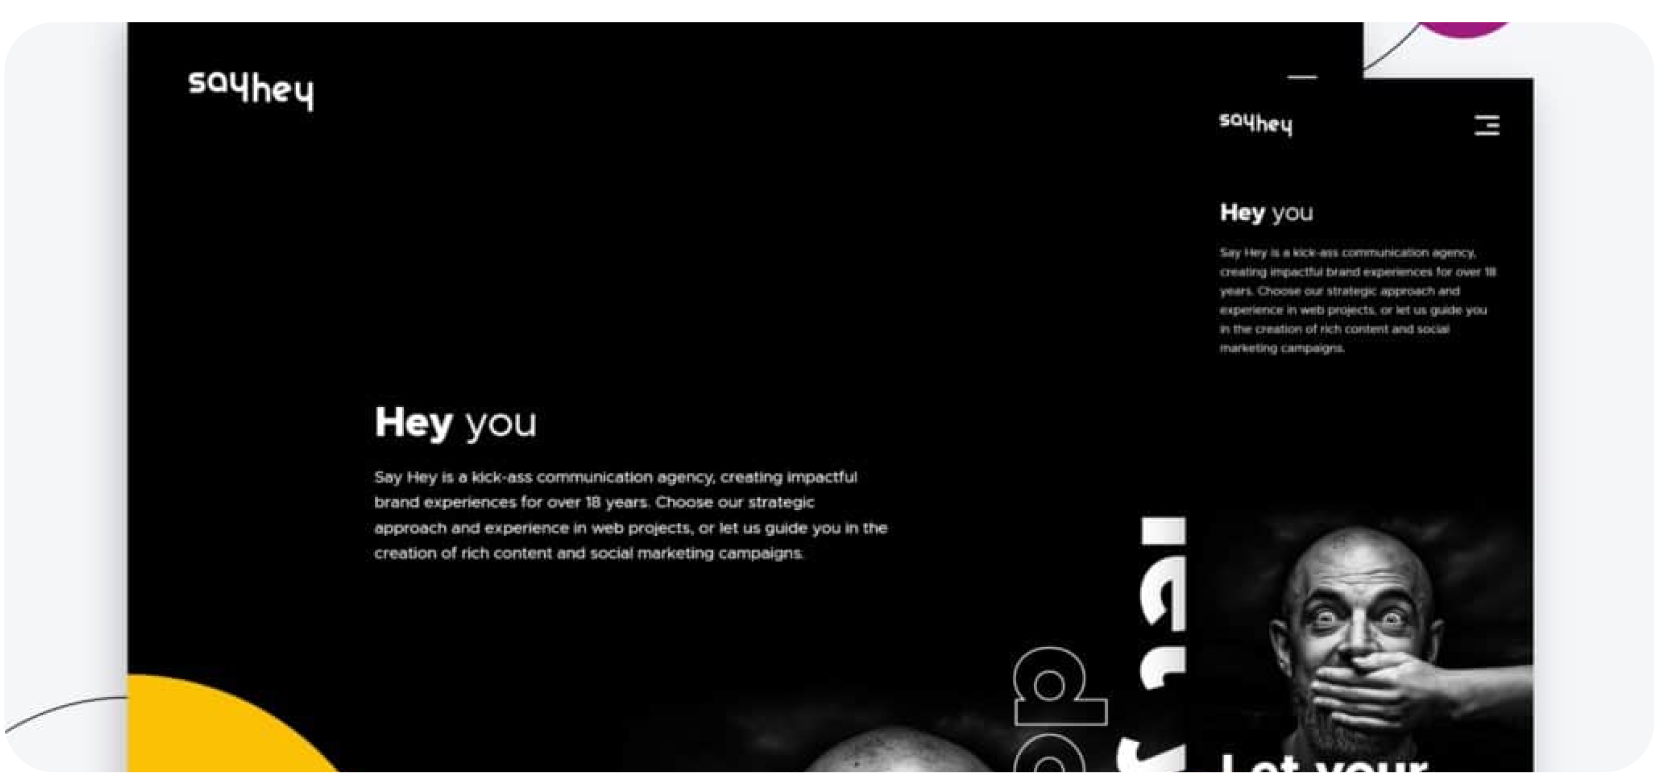 sayhey
Hey you
Say Hey is a kick-ass communication agency, creating impactful
brand experiences for over 18 years. Choose our strategic
approach and experience in web projects, or let us guide you in the
creation of rich content and social marketing campaigns.
sayhey
Hey you
Say Hey is a kick-ass communication agency,
creating impactful brand experiences for over 18
years. Choose our strategic approach and
experience in web projects, or let us guide you
in the creation of rich content and social
marketing campaigns.
Let your